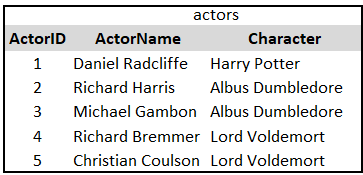 actors
ActorID ActorName Character
1 Daniel Radcliffe Harry Potter
2 Richard Harris Albus Dumbledore
3 Michael Gambon Albus Dumbledore
4 Richard Bremmer Lord Voldemort
5 Christian Coulson Lord Voldemort